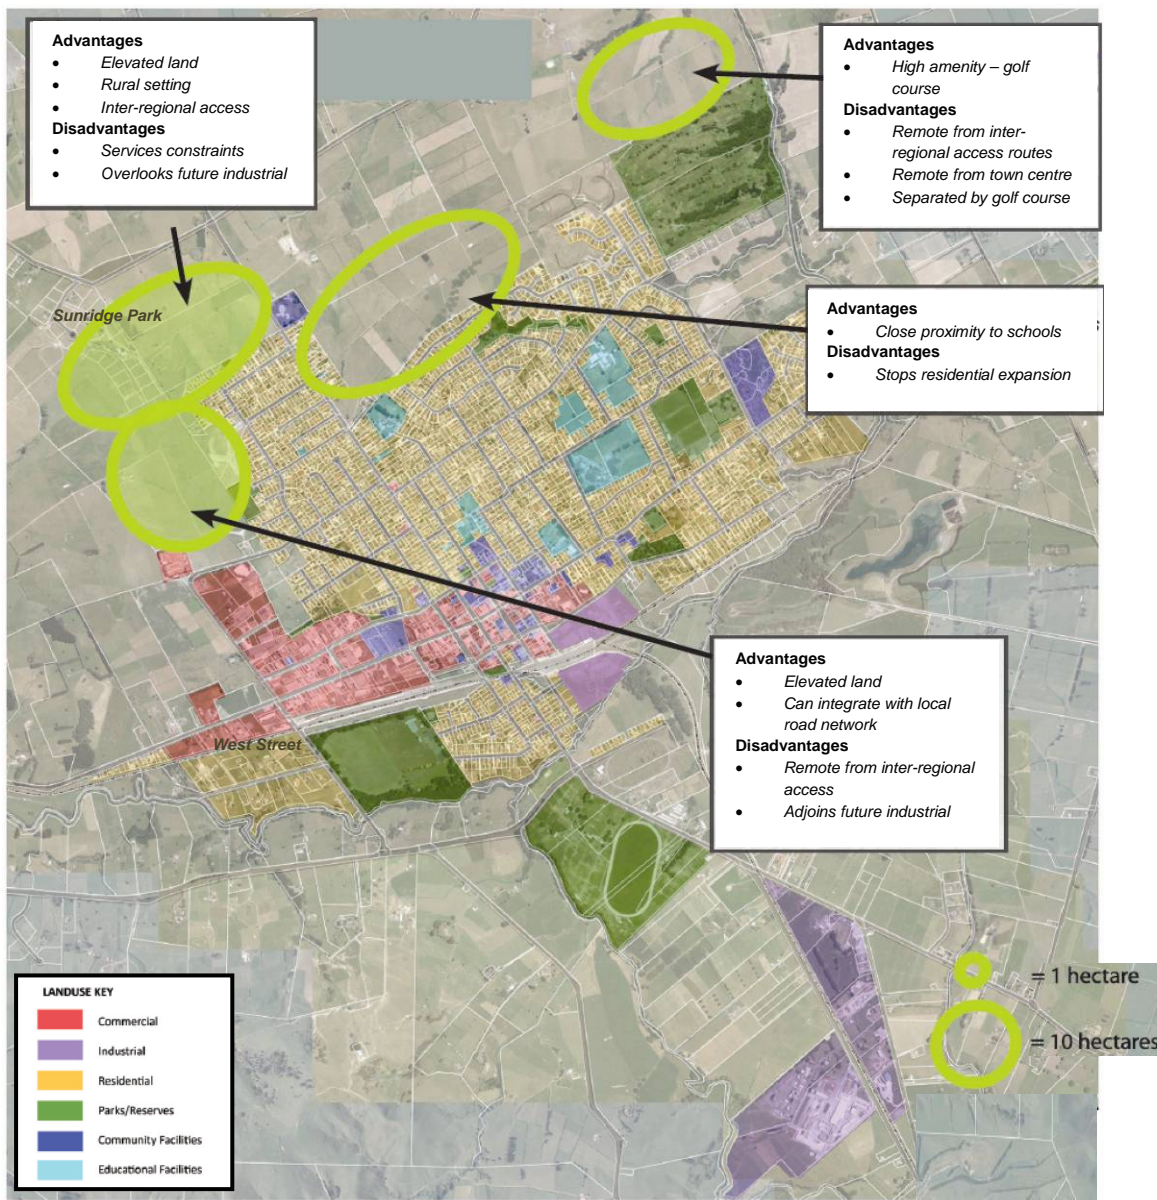 Advantages
• Elevated land
• Rural setting
• Inter-regional access
Disadvantages
• Services constraints
• Overlooks future industrial
Advantages
• High amenity – golf
course
Disadvantages
• Remote from inter-
regional access routes
• Remote from town centre
• Separated by golf course
Sunridge Park
Advantages
• Close proximity to schools
Disadvantages
• Stops residential expansion
Advantages
• Elevated land
• Can integrate with local
road network
Disadvantages
• Remote from inter-regional
access
• Adjoins future industrial
West Street
LANDUSE KEY
Commercial
Industrial
Residential
Parks/Reserves
Community Facilities
Educational Facilities
= 1 hectare
= 10 hectares